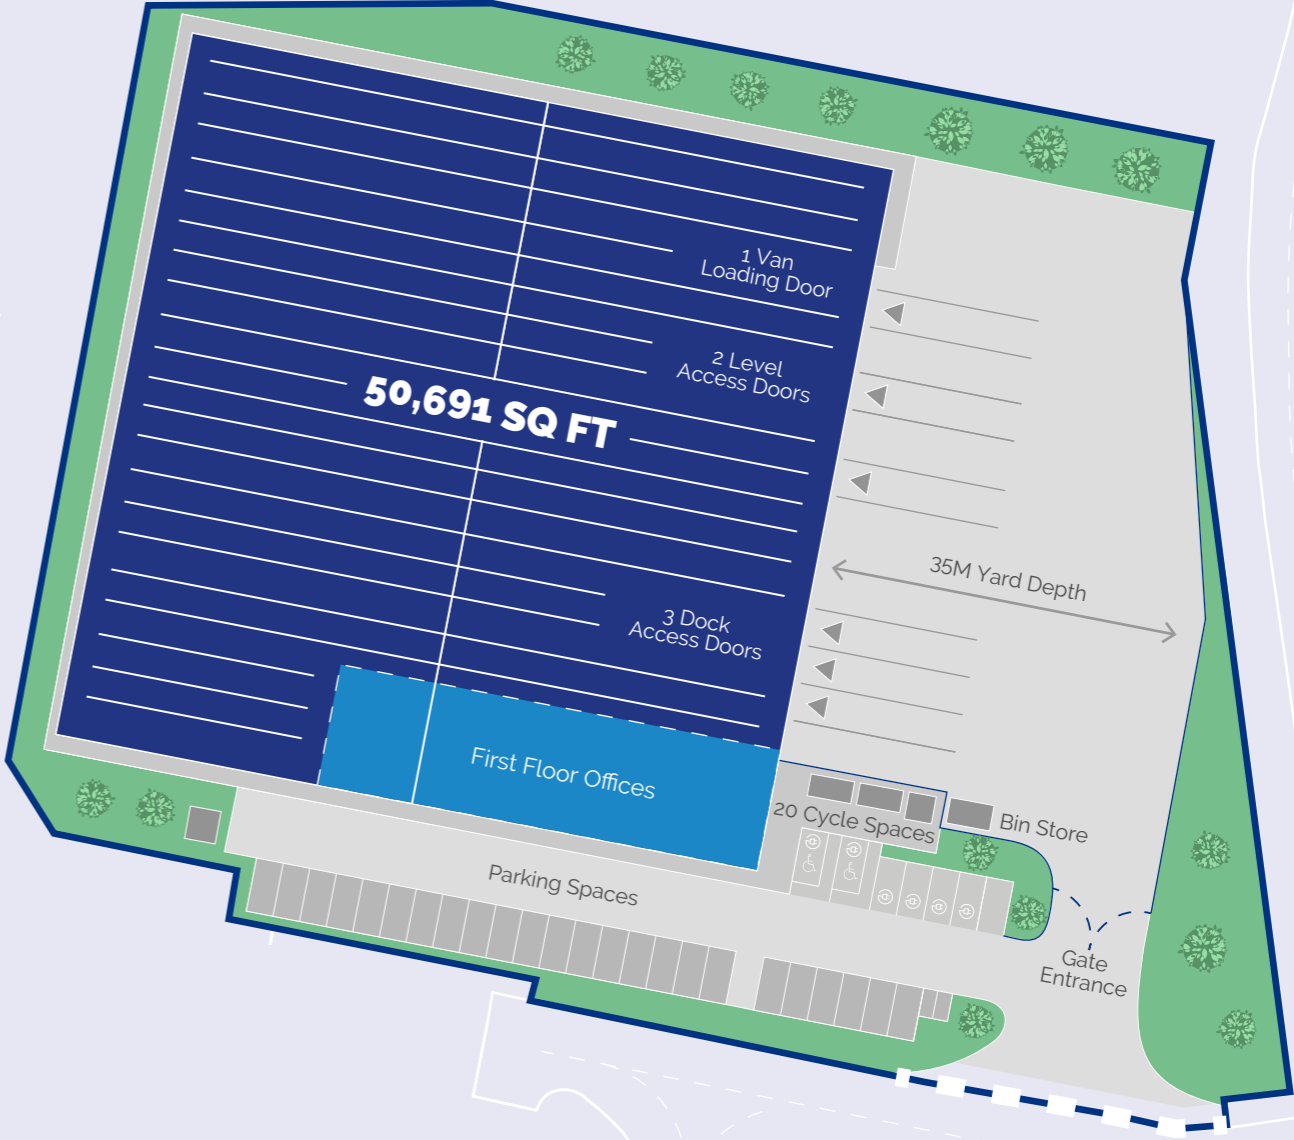 1 Van
Loading Door
2 Level
Access Doors
50,691 SQ FT
35M Yard Depth
3 Dock
Access Doors
First Floor Offices
20 Cycle Spaces
Bin Store
Parking Spaces
Gate
Entrance